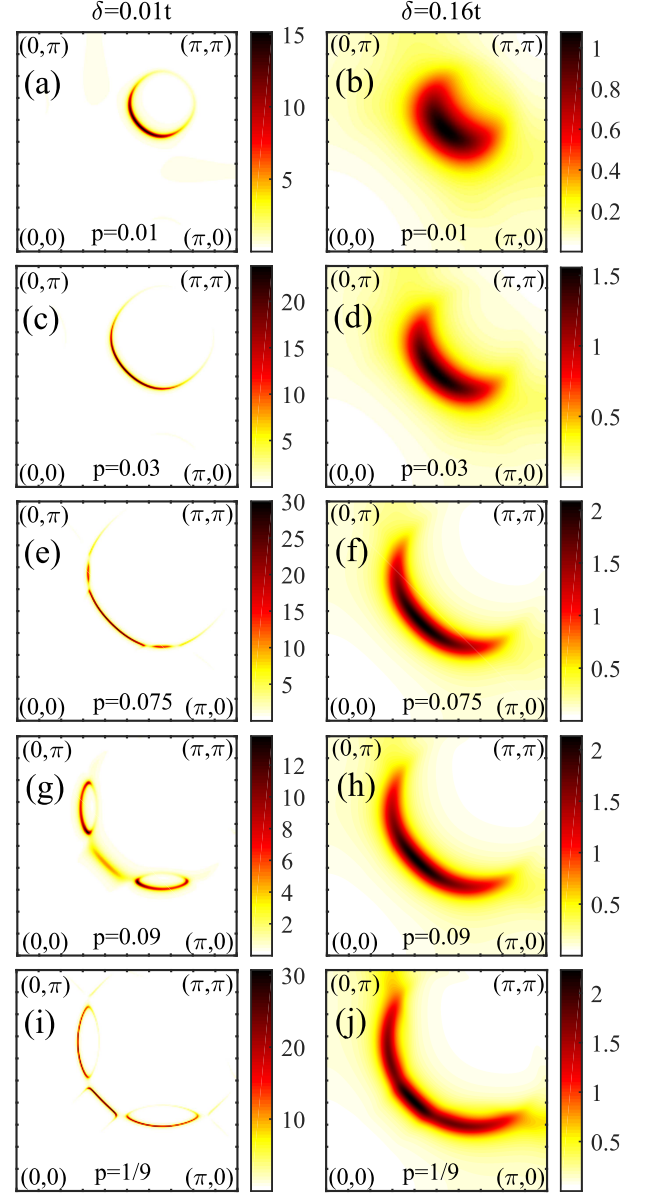 δ=0.01t δ=0.16t
(0,π) (π,π) 15 (0,π) (π,π) 1
(a) (b) 0.8
10 0.6
5 0.4
0.2
(0,0) p=0.01 (π,0) (0,0) p=0.01 (π,0)
(0,π) (π,π) (0,π) (π,π) 1.5
(c) 20 (d)
15 1
10
5 0.5
(0,0) p=0.03 (π,0) (0,0) p=0.03 (π,0)
(0,π) (π,π) 30 (0,π) (π,π) 2
(e) 25 (f)
20 1.5
15 1
10
5 0.5
(0,0) p=0.075 (π,0) (0,0) p=0.075 (π,0)
(0,π) (π,π) 12 (0,π) (π,π) 2
(g) 10 (h)
8 1.5
6 1
4
2 0.5
(0,0) p=0.09 (π,0) (0,0) p=0.09 (π,0)
(0,π) (π,π) 30 (0,π) (π,π) 2
(i) (j)
20 1.5
1
10 0.5
(0,0) p=1/9 (π,0) (0,0) p=1/9 (π,0)